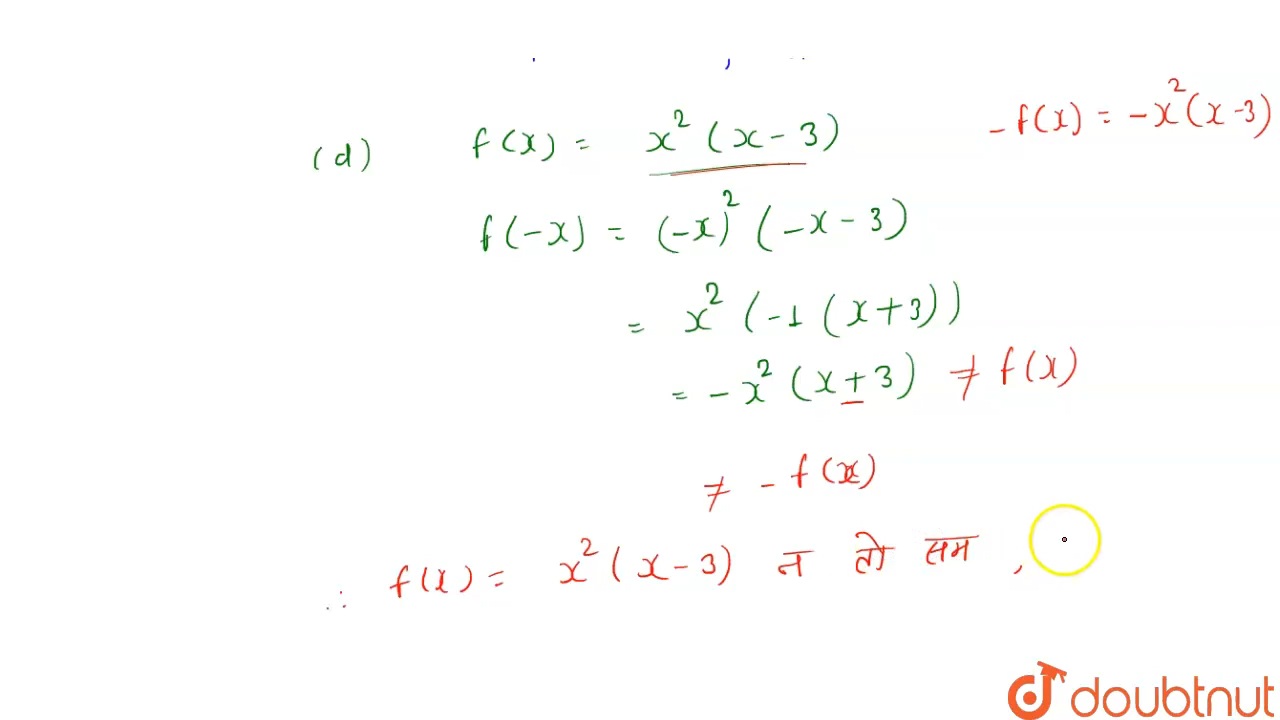 - f(x) = -x² (x-3)
(d) f(x) = x² (x - 3)
f(-x) = (-x)² (-x - 3)
= x² (-1 (x + 3))
= - x² (x + 3) ≠ f(x)
≠ - f(x)
∴ f(x) = x² (x - 3) न तो सम ,
doubtnut